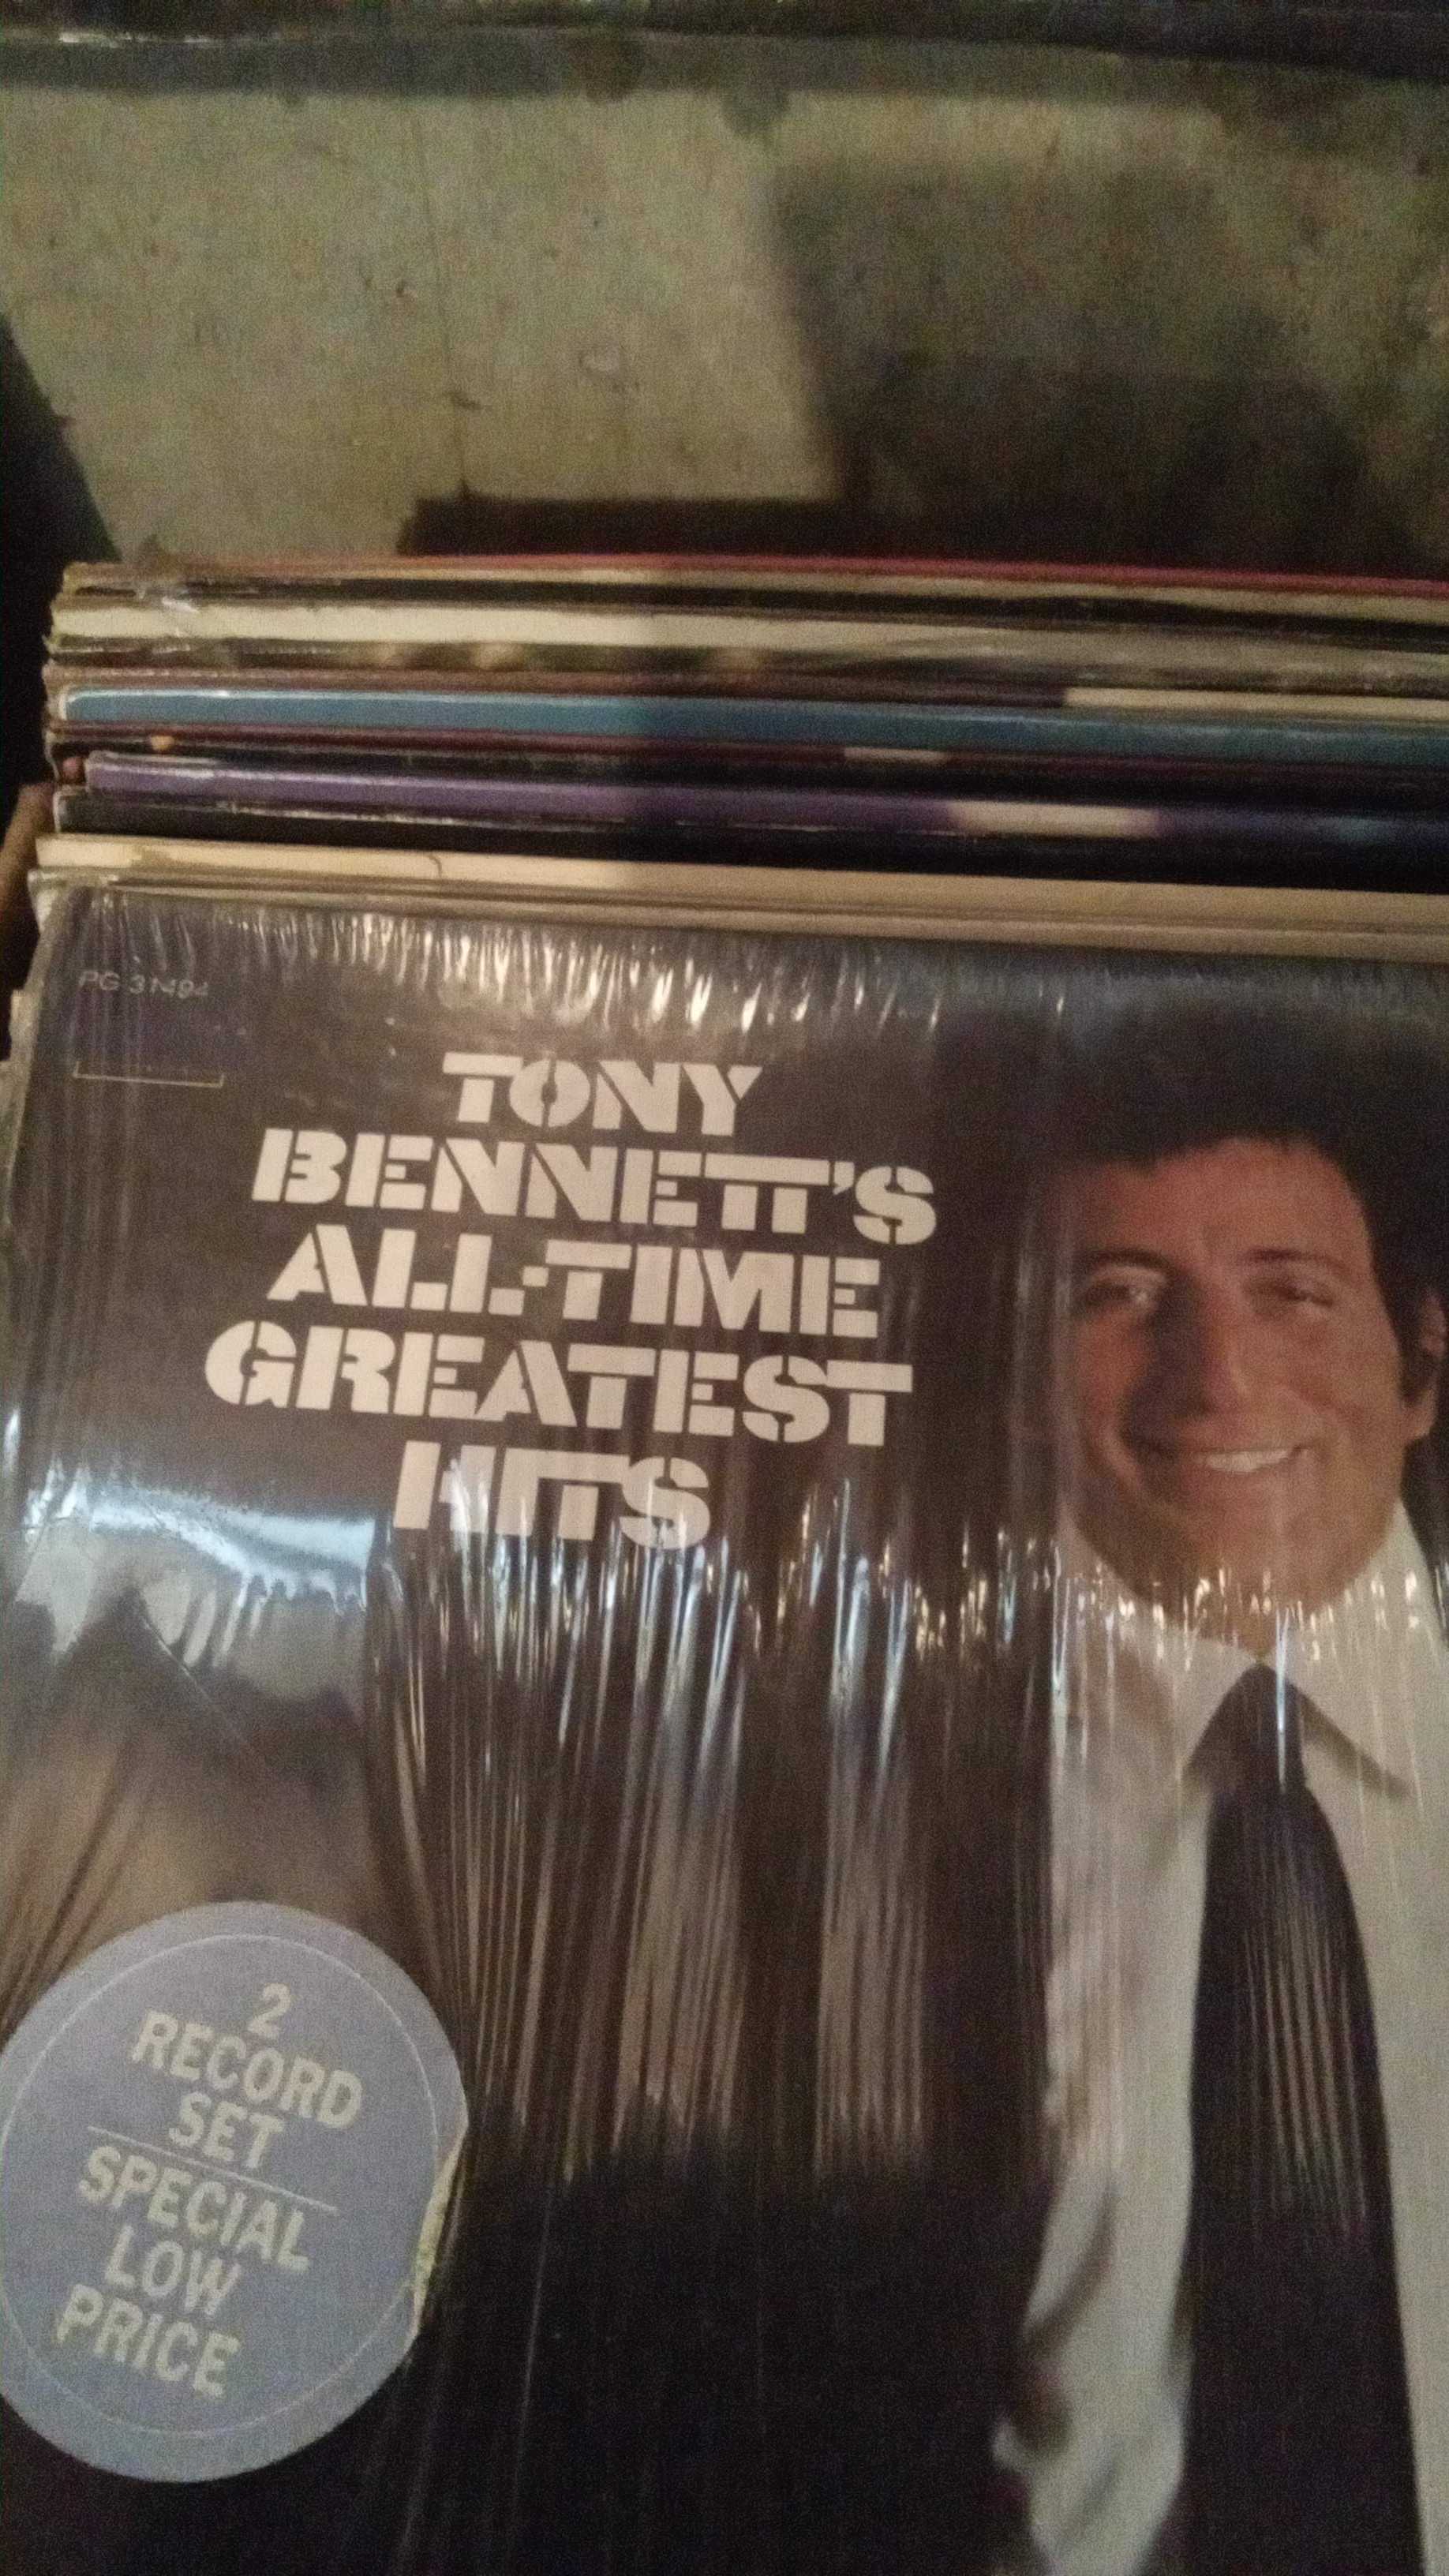 PG 31494
TONY
BENNETT'S
ALL-TIME
GREATEST
HITS
2
RECORD
SET
SPECIAL
LOW
PRICE